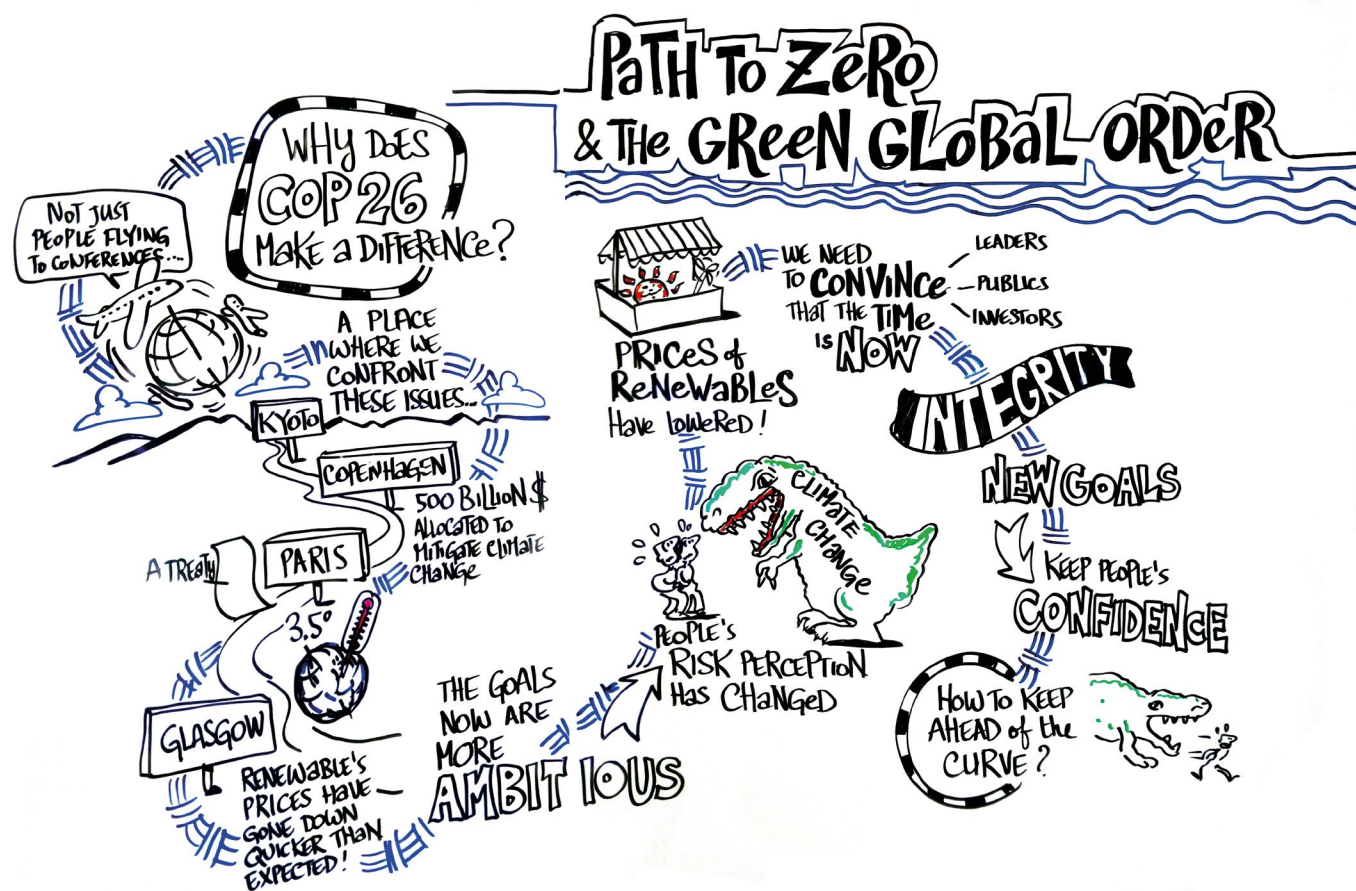 PATH TO ZERO
& THE GREEN GLOBAL ORDER
WHY DOES
COP 26
MAKE A DIFFERENCE?
NOT JUST
PEOPLE FLYING
TO CONFERENCES....
A PLACE
WHERE WE
CONFRONT
THESE ISSUES...
KYOTO
COPENHAGEN
500 BILLION $
ALLOCATED TO
MITIGATE CLIMATE
CHANGE
PARIS
A TREATY
3.5°
GLASGOW
RENEWABLE'S
PRICES HAVE
GONE DOWN
QUICKER THAN
EXPECTED!
THE GOALS
NOW ARE
MORE
AMBITIOUS
PEOPLE'S
RISK PERCEPTION
HAS CHANGED
CLIMATE
CHANGE
PRICES of
RENEWABLES
HAVE LOWERED!
WE NEED
TO CONVINCE
THAT THE TIME
IS NOW
LEADERS
PUBLICS
INVESTORS
INTEGRITY
NEW GOALS
KEEP PEOPLE'S
CONFIDENCE
HOW TO KEEP
AHEAD of the
CURVE?